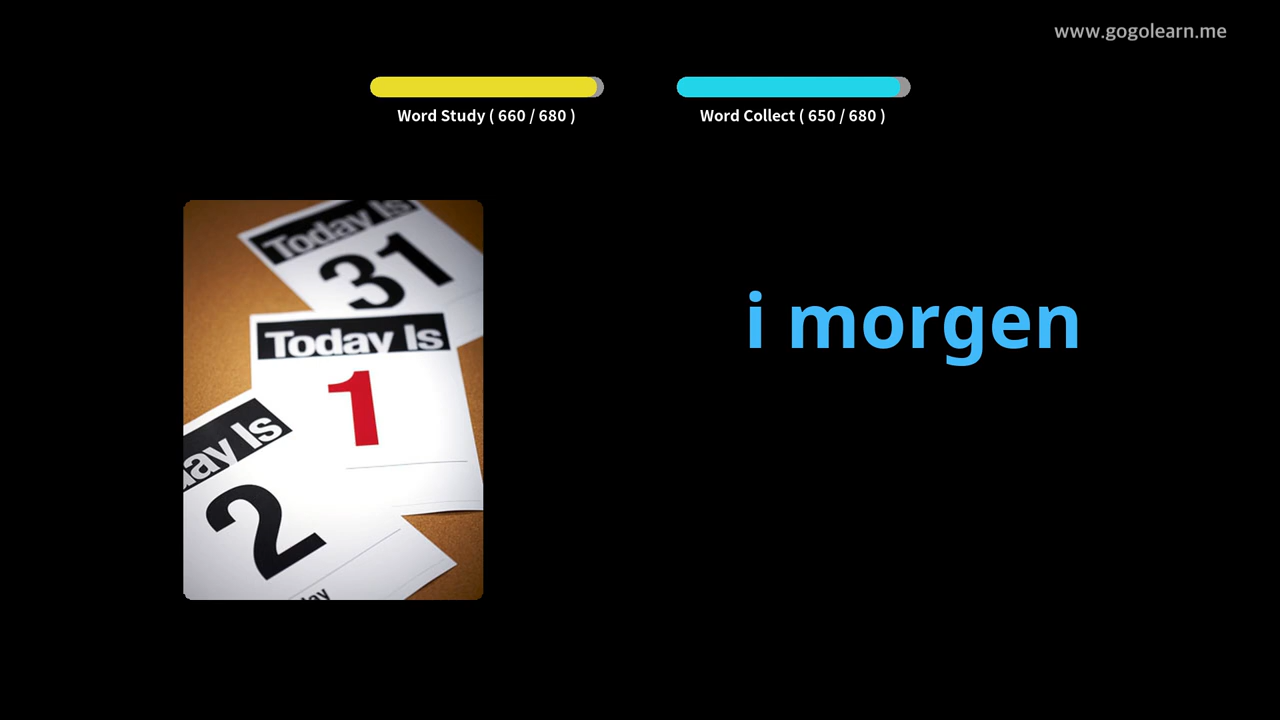 www.gogolearn.me
Word Study ( 660 / 680 )
Word Collect ( 650 / 680 )
Today Is
31
Today Is
1
ay Is
2
i morgen